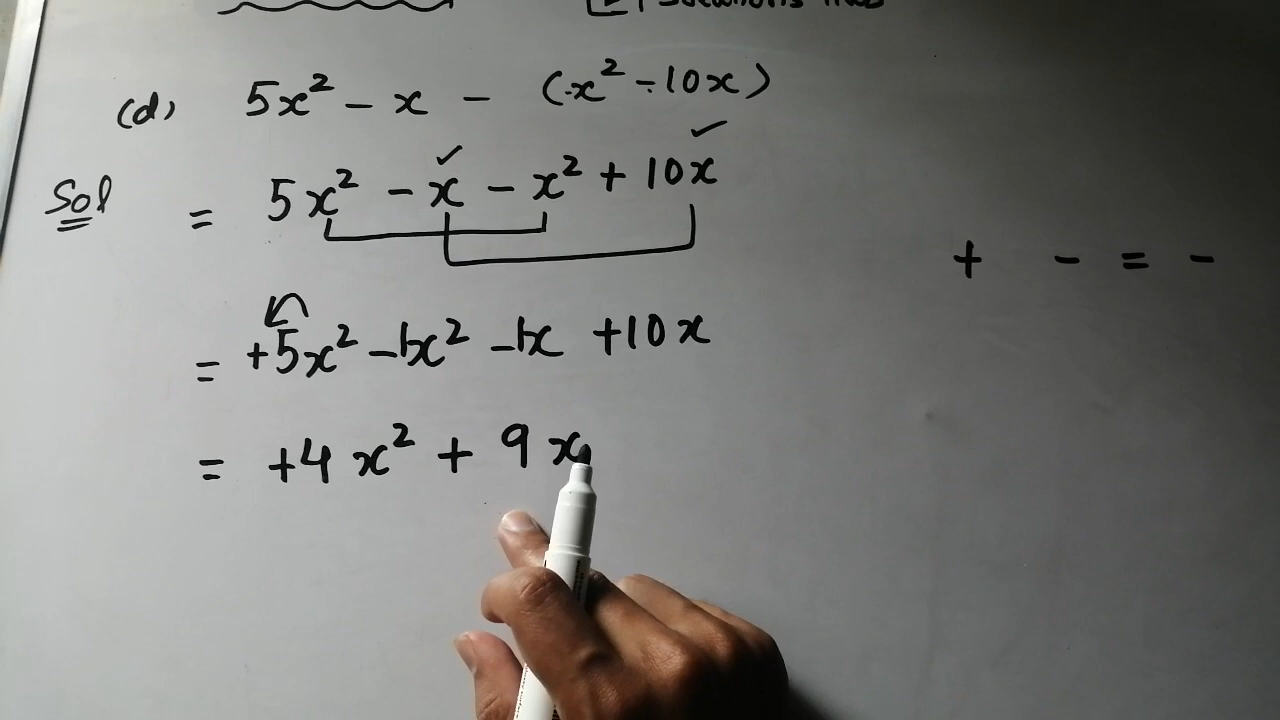 (d) 5x² - x - (x² - 10x)
Sol = 5x² - x - x² + 10x
+ - = -
= +5x² - 1x² - 1x + 10x
= +4x² + 9x